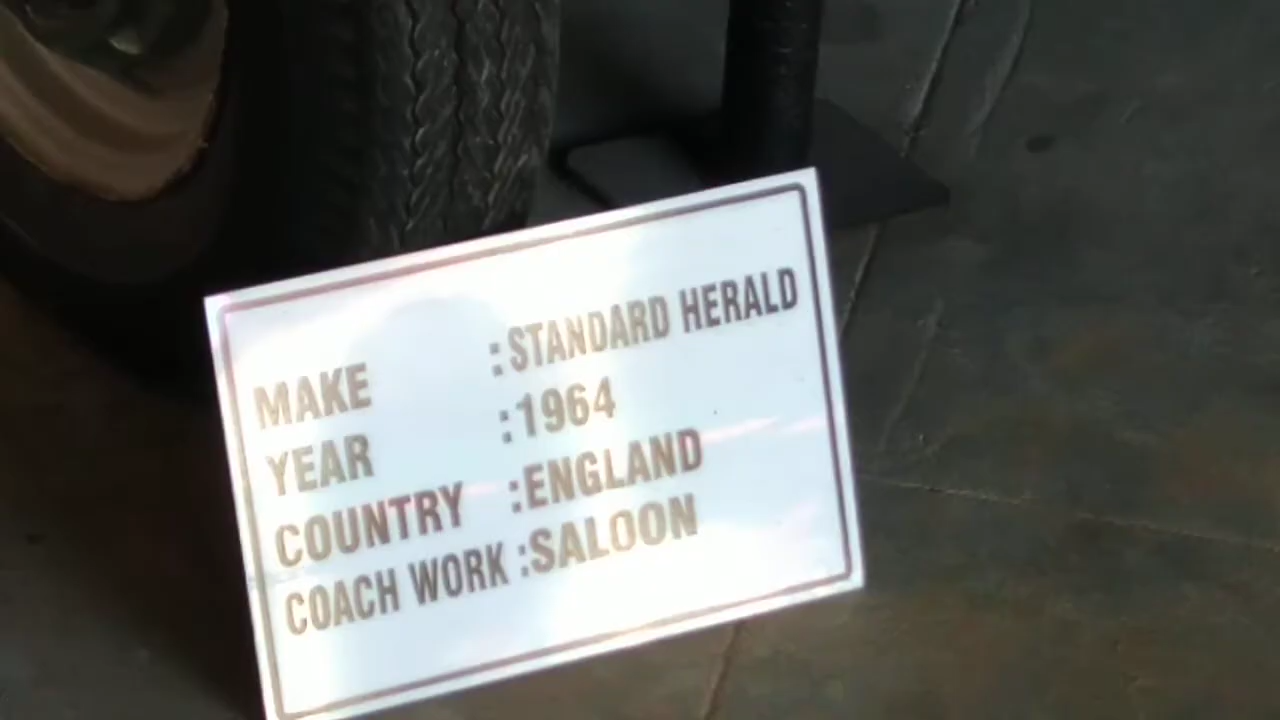 MAKE : STANDARD HERALD
YEAR : 1964
COUNTRY : ENGLAND
COACH WORK : SALOON